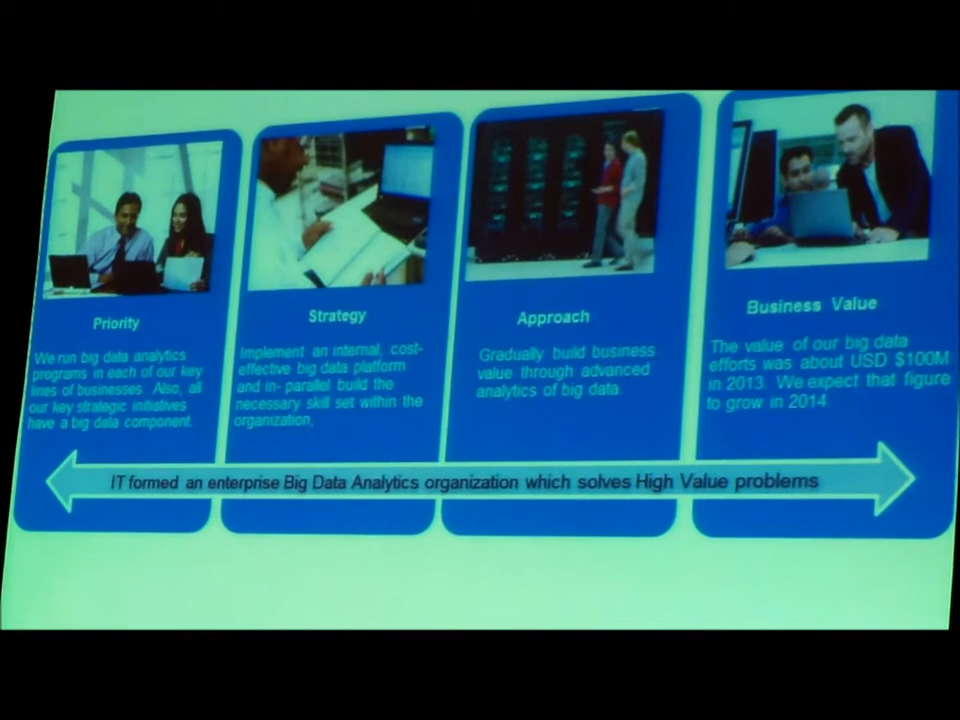 Priority
We run big data analytics
programs in each of our key
lines of businesses. Also, all
our key strategic initiatives
have a big data component.
Strategy
Implement an internal, cost-
effective big data platform
and in- parallel build the
necessary skill set within the
organization,
Approach
Gradually build business
value through advanced
analytics of big data.
Business Value
The value of our big data
efforts was about USD $100M
in 2013. We expect that figure
to grow in 2014.
IT formed an enterprise Big Data Analytics organization which solves High Value problems